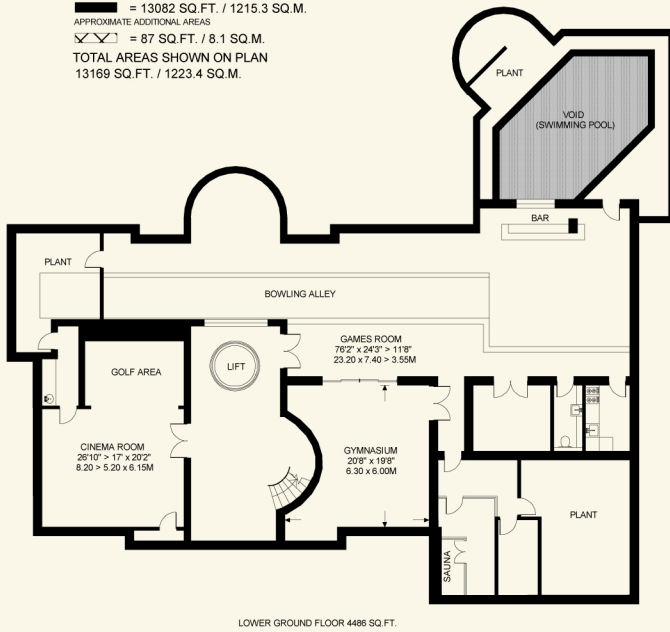 = 13082 SQ.FT. / 1215.3 S.M.
APPROXIMATE ADDITIONAL AREAS
= 87 SQ.FT. / 8.1 SQ.M.
TOTAL AREAS SHOWN ON PLAN
13169 SQ.FT. / 1223.4 SQ.M.
PLANT
VOID
(SWIMMING POOL)
BAR
PLANT
BOWLING ALLEY
GAMES ROOM
76'2" x 24'3" > 11'8"
23.20 x 7.40 > 3.55M
LIFT
GOLF AREA
CINEMA ROOM
26'10" > 17' x 20'2"
8.20 > 5.20 x 6.15M
GYMNASIUM
20'8" x 19'8"
6.30 x 6.00M
PLANT
SAUNA
LOWER GROUND FLOOR 4486 SQ.FT.